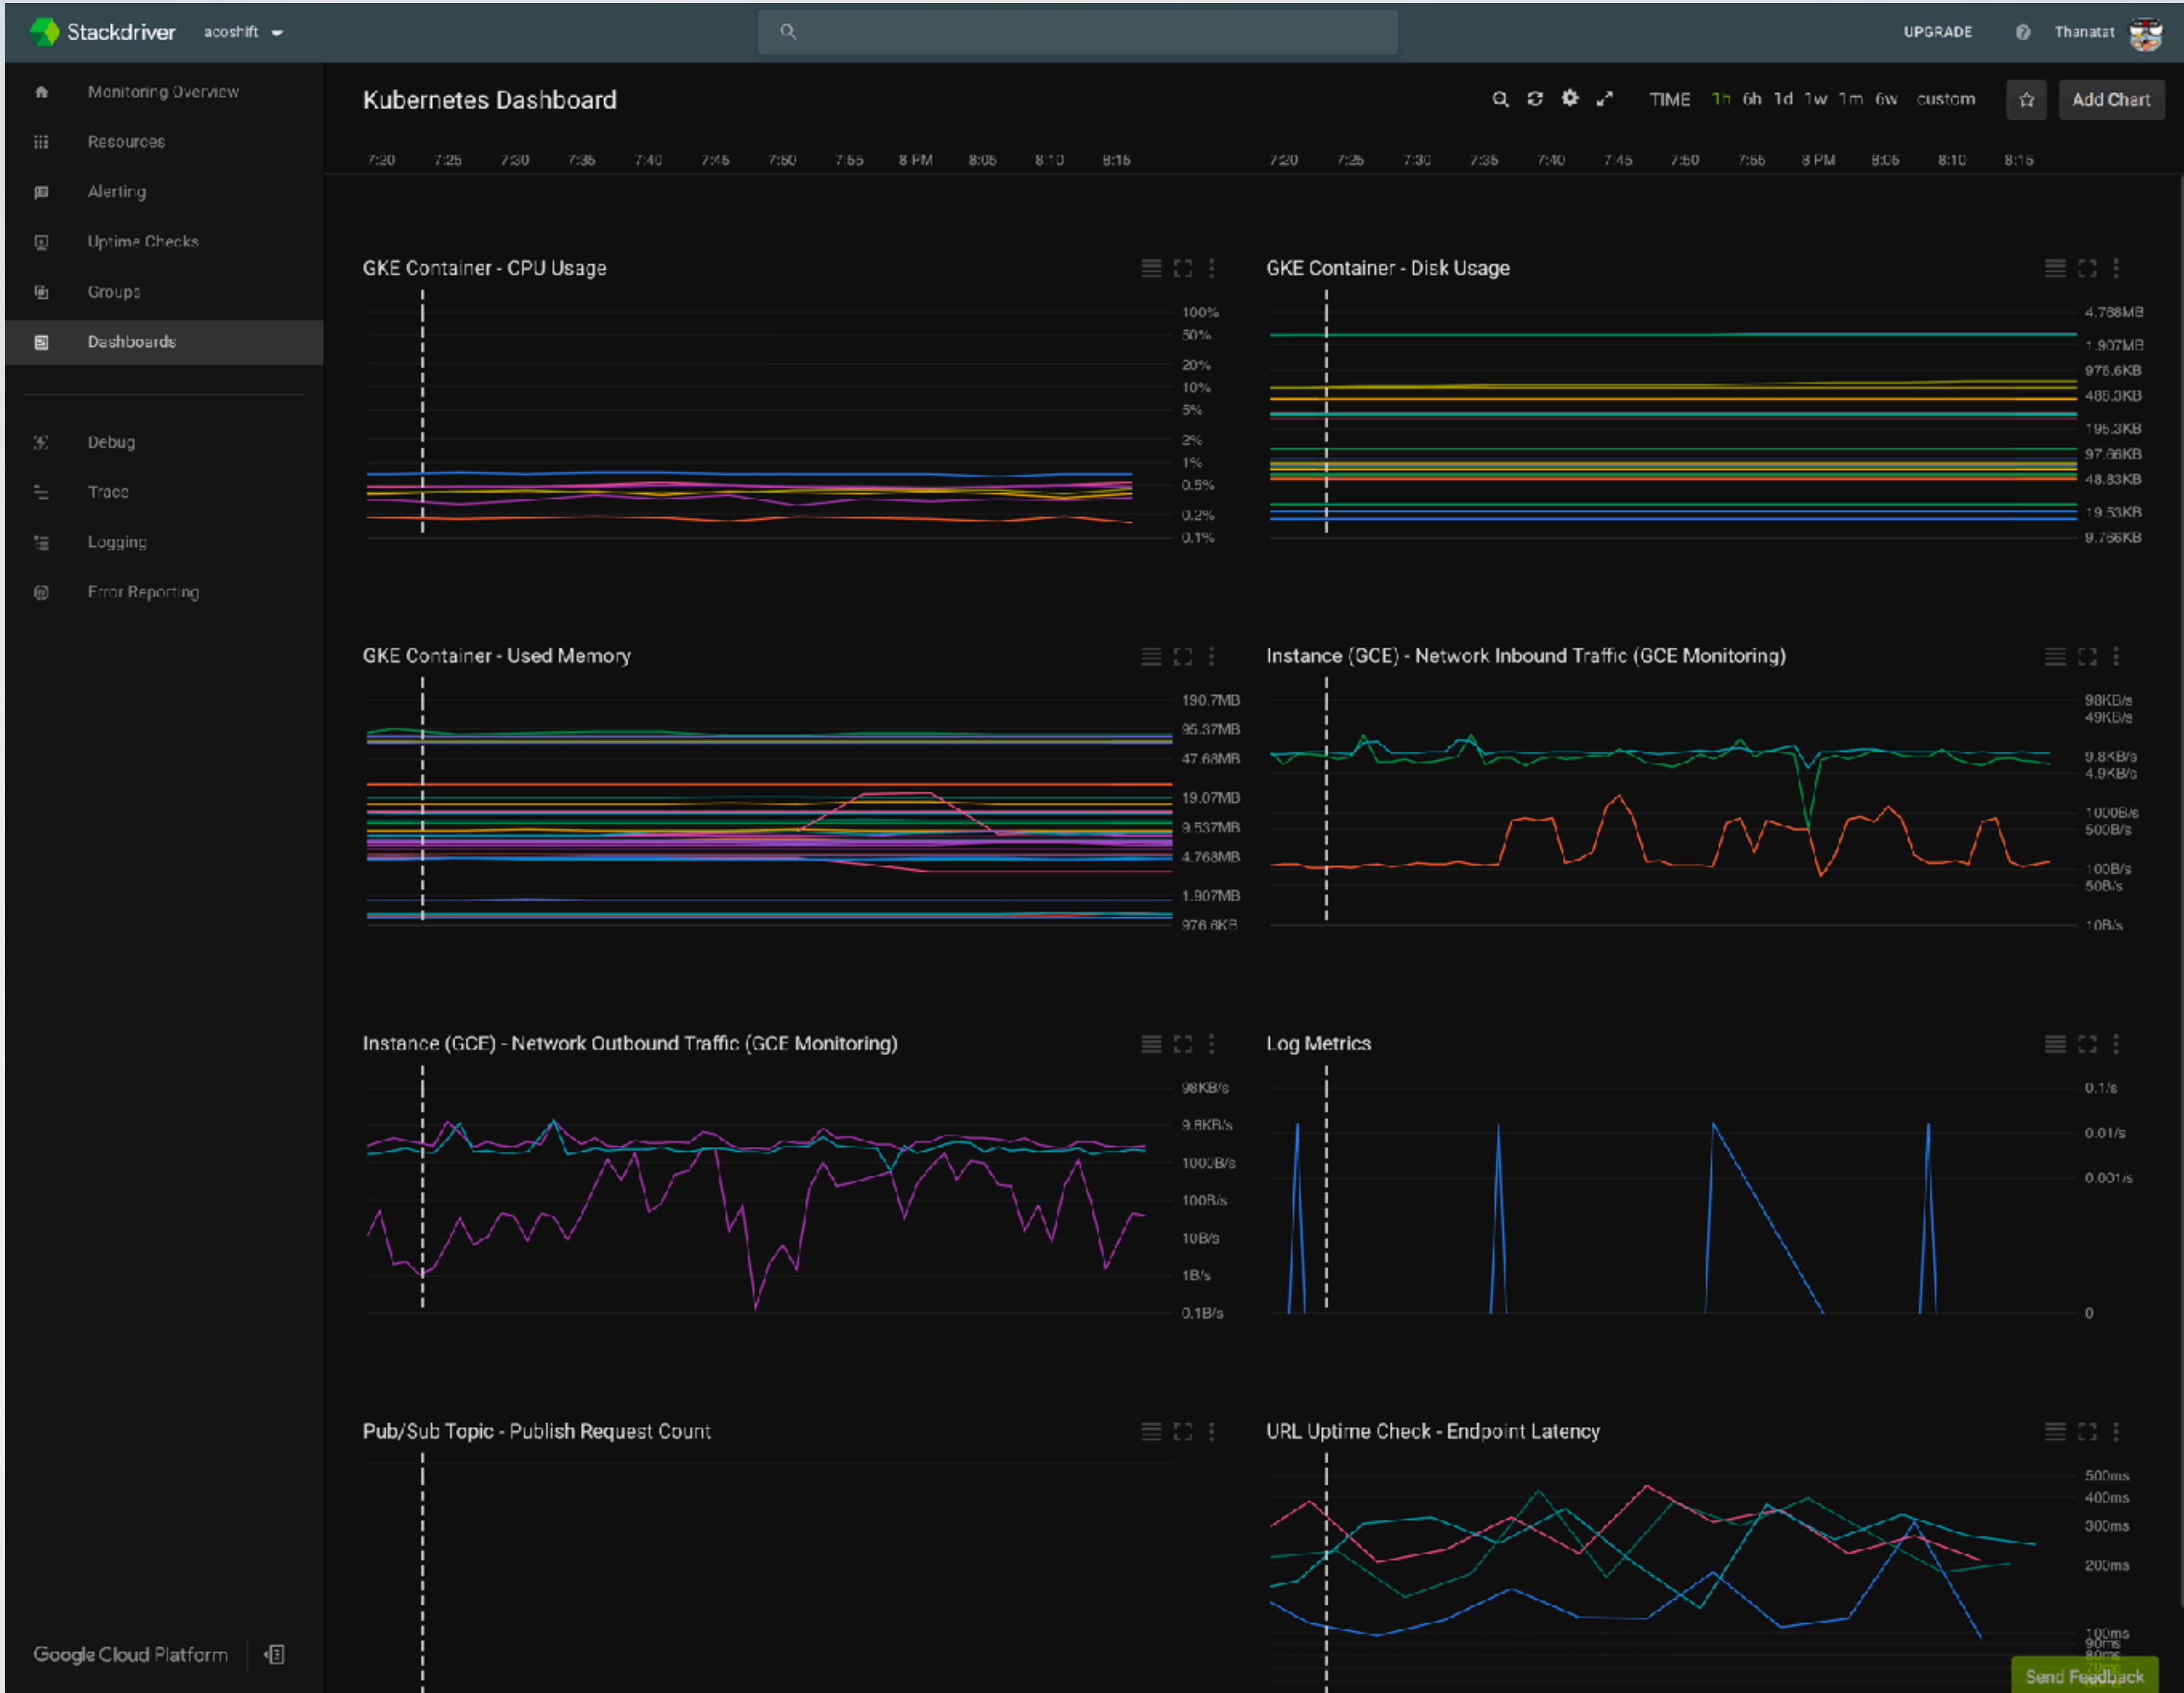 Stackdriver acoshift UPGRADE Thanatat
Monitoring Overview
Resources
Alerting
Uptime Checks
Groups
Dashboards
Debug
Trace
Logging
Error Reporting
Google Cloud Platform
Kubernetes Dashboard TIME 1h 6h 1d 1w 1m 6w custom Add Chart
7:20 7:25 7:30 7:35 7:40 7:45 7:50 7:55 8 PM 8:05 8:10 8:15
7:20 7:25 7:30 7:35 7:40 7:45 7:50 7:55 8 PM 8:05 8:10 8:15
GKE Container - CPU Usage
100%
50%
20%
10%
5%
2%
1%
0.5%
0.2%
0.1%
GKE Container - Disk Usage
4.768MB
1.907MB
976.6KB
488.3KB
195.3KB
97.66KB
48.83KB
19.53KB
9.766KB
GKE Container - Used Memory
190.7MB
95.37MB
47.68MB
19.07MB
9.537MB
4.768MB
1.907MB
976.6KB
Instance (GCE) - Network Inbound Traffic (GCE Monitoring)
98KB/s
49KB/s
9.8KB/s
4.9KB/s
1000B/s
500B/s
100B/s
50B/s
10B/s
Instance (GCE) - Network Outbound Traffic (GCE Monitoring)
98KB/s
9.8KB/s
1000B/s
100B/s
10B/s
1B/s
0.1B/s
Log Metrics
0.1/s
0.01/s
0.001/s
0
Pub/Sub Topic - Publish Request Count
URL Uptime Check - Endpoint Latency
500ms
400ms
300ms
200ms
100ms
90ms
80ms
Send Feedback